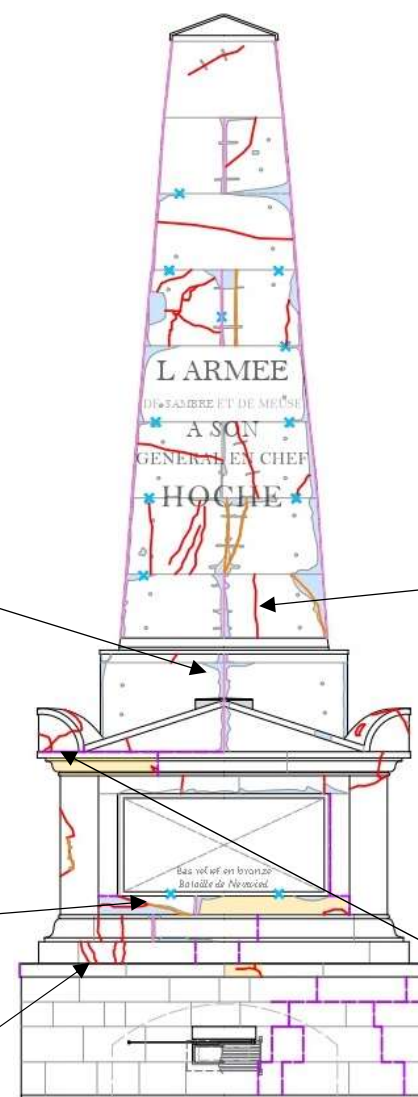 L ARMEE
DE SAMBRE ET DE MEUSE
A SON
GENERAL EN CHEF
HOCHE
Bas relief en bronze
Bataille de Neuwied